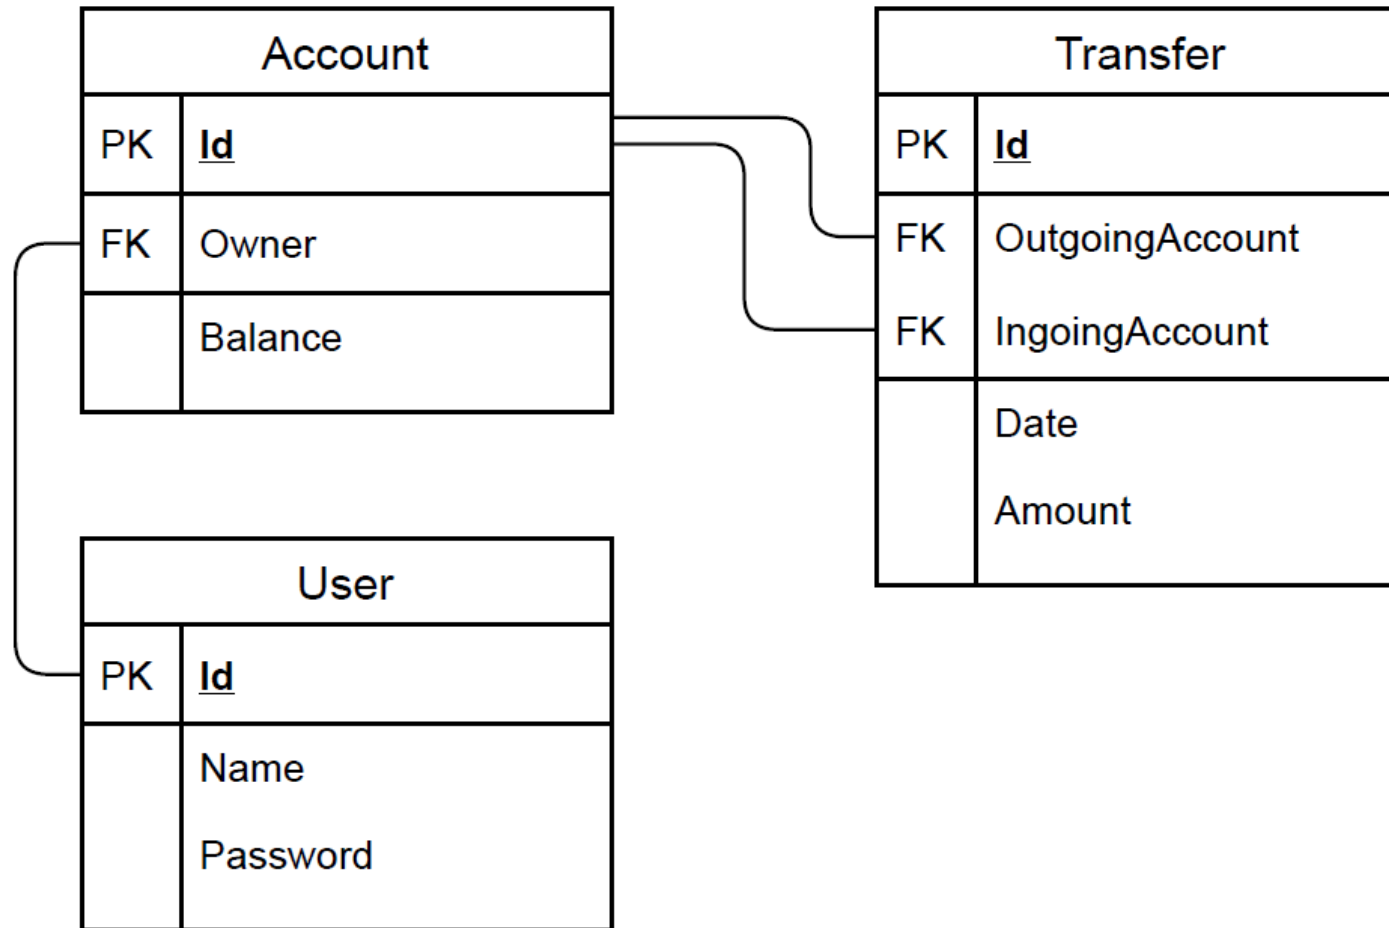 Account
PK Id
FK Owner
Balance
Transfer
PK Id
FK OutgoingAccount
FK IngoingAccount
Date
Amount
User
PK Id
Name
Password